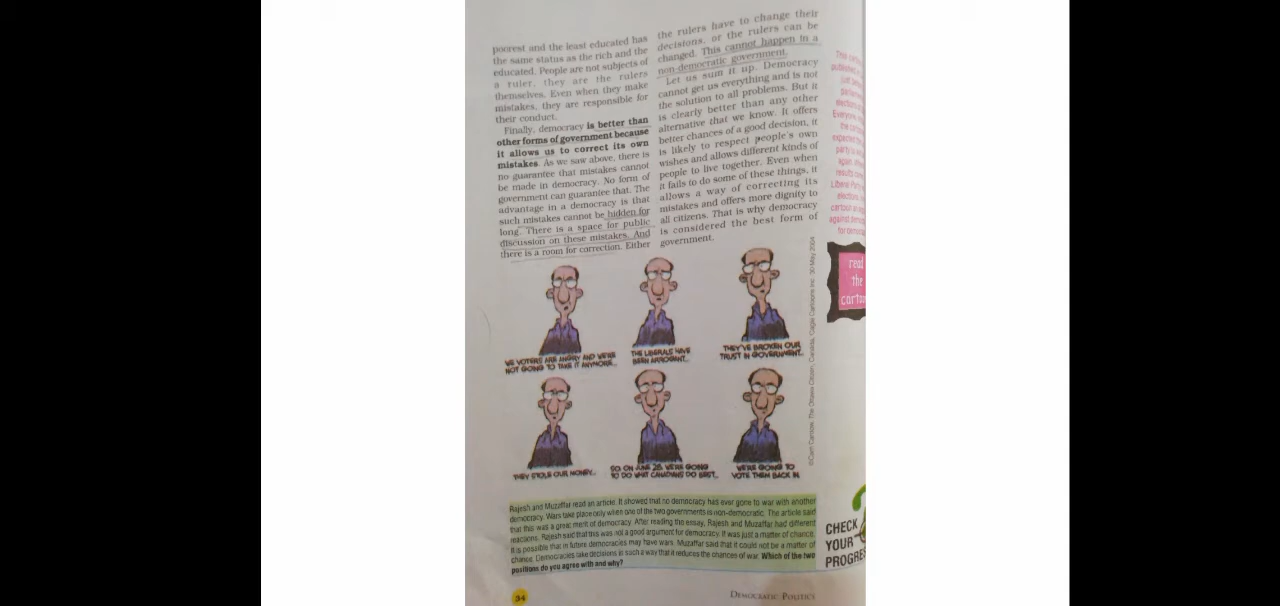 poorest and the least educated has
the same status as the rich and the
educated. People are not subjects of
a ruler, they are the rulers
themselves. Even when they make
mistakes, they are responsible for
their conduct.
Finally, democracy is better than
other forms of government because
it allows us to correct its own
mistakes. As we saw above, there is
no guarantee that mistakes cannot
be made in democracy. No form of
government can guarantee that. The
advantage in a democracy is that
such mistakes cannot be hidden for
long. There is a space for public
discussion on these mistakes. And
there is a room for correction. Either
the rulers have to change their
decisions, or the rulers can be
changed. This cannot happen in a
non-democratic government.
Let us sum it up. Democracy
cannot get us everything and is not
the solution to all problems. But it
is clearly better than any other
alternative that we know. It offers
better chances of a good decision, it
is likely to respect people's own
wishes and allows different kinds of
people to live together. Even when
it fails to do some of these things, it
allows a way of correcting its
mistakes and offers more dignity to
all citizens. That is why democracy
is considered the best form of
government.
WE VOTERS ARE ANGRY AND WE'RE
NOT GOING TO TAKE IT ANYMORE...
THE LIBERALS HAVE
BEEN ARROGANT...
THEY'VE BROKEN OUR
TRUST IN GOVERNMENT...
THEY STOLE OUR MONEY...
SO ON JUNE 28 WE'RE GOING
TO DO WHAT CANADIANS DO BEST...
WE'RE GOING TO
VOTE THEM BACK IN
The Ottawa Citizen, Canada, Cagle Cartoons Inc. 30 May 2004
read
the
Rajesh and Muzaffar read an article. It showed that no democracy has ever gone to war with another
democracy. Wars take place only when one of the two governments is non-democratic. The article said
that this was a great merit of democracy. After reading the essay, Rajesh and Muzaffar had different
reactions. Rajesh said that this was not a good argument for democracy. It was just a matter of chance.
It is possible that in future democracies may have wars. Muzaffar said that it could not be a matter of
chance. Democracies take decisions in such a way that it reduces the chances of war. Which of the two
positions do you agree with and why?
CHECK
YOUR
PROGRE
34
DEMOCRATIC POLITICS